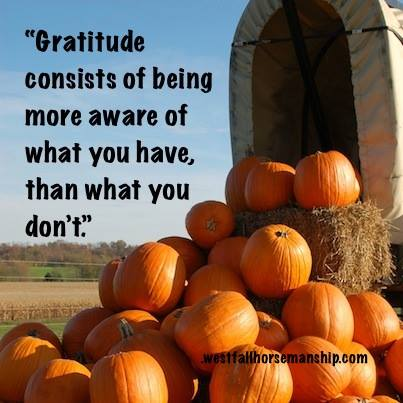 “Gratitude
consists of being
more aware of
what you have,
than what you
don't.”
westfallhorsemanship.com